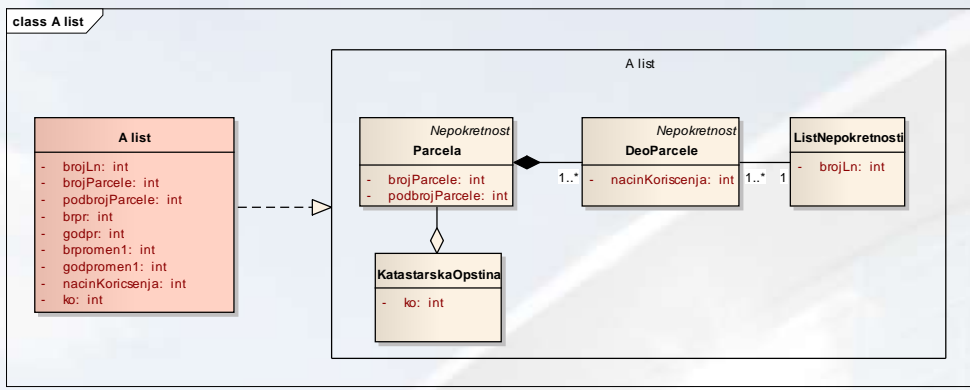 class A list
A list
A list
- brojLn: int
- brojParcele: int
- podbrojParcele: int
- brpr: int
- godpr: int
- brpromen1: int
- godpromen1: int
- nacinKoricsenja: int
- ko: int
Nepokretnost
Parcela
- brojParcele: int
- podbrojParcele: int
1..*
Nepokretnost
DeoParcele
- nacinKoriscenja: int
1..*
1
ListNepokretnosti
- brojLn: int
KatastarskaOpstina
- ko: int